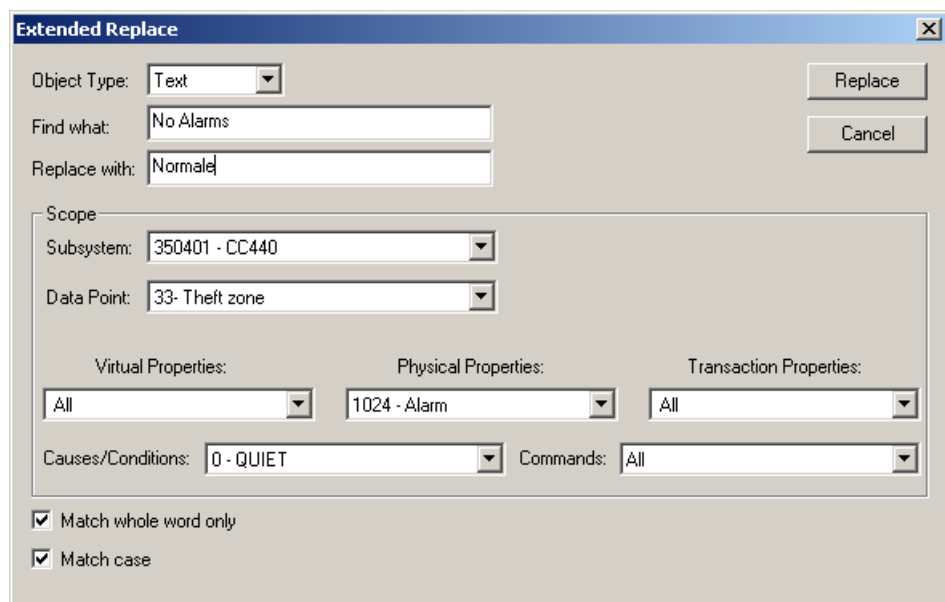 Extended Replace
Object Type: Text
Replace
Find what: No Alarms
Cancel
Replace with: Normale
Scope
Subsystem: 350401 - CC440
Data Point: 33- Theft zone
Virtual Properties: Physical Properties: Transaction Properties:
All 1024 - Alarm All
Causes/Conditions: 0 - QUIET Commands: All
Match whole word only
Match case